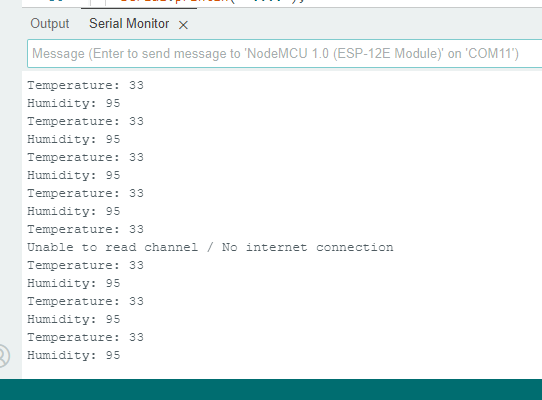 Output Serial Monitor ×
Message (Enter to send message to 'NodeMCU 1.0 (ESP-12E Module)' on 'COM11')
Temperature: 33
Humidity: 95
Temperature: 33
Humidity: 95
Temperature: 33
Humidity: 95
Temperature: 33
Humidity: 95
Temperature: 33
Unable to read channel / No internet connection
Temperature: 33
Humidity: 95
Temperature: 33
Humidity: 95
Temperature: 33
Humidity: 95